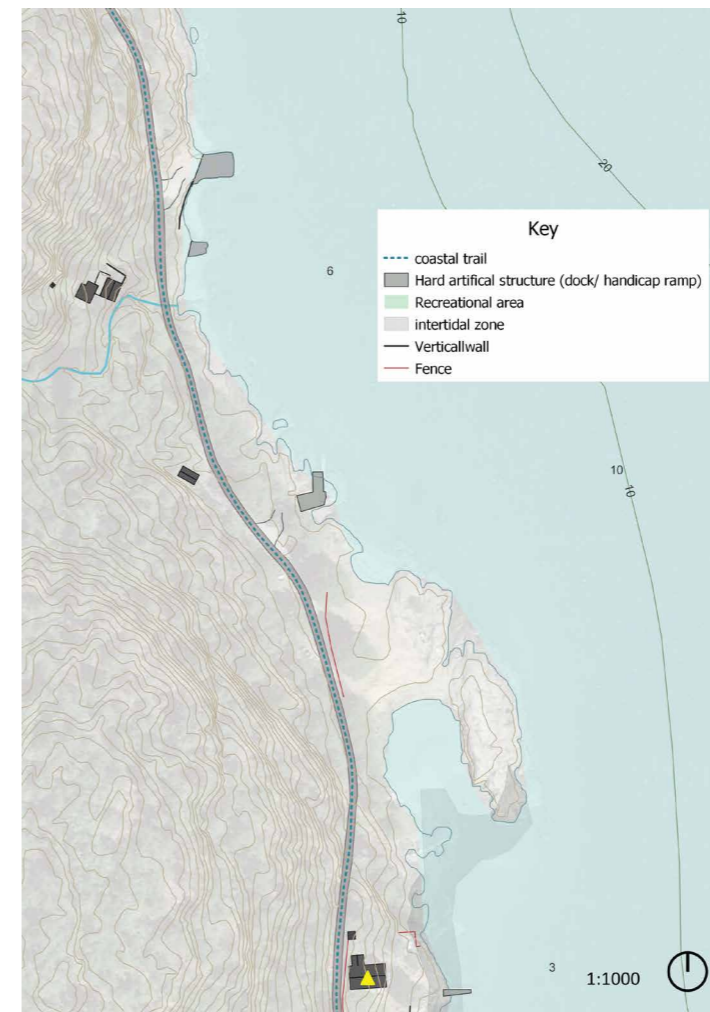 10
20
Key
coastal trail
Hard artifical structure (dock/ handicap ramp)
Recreational area
intertidal zone
Verticallwall
Fence
6
10
10
3
1:1000